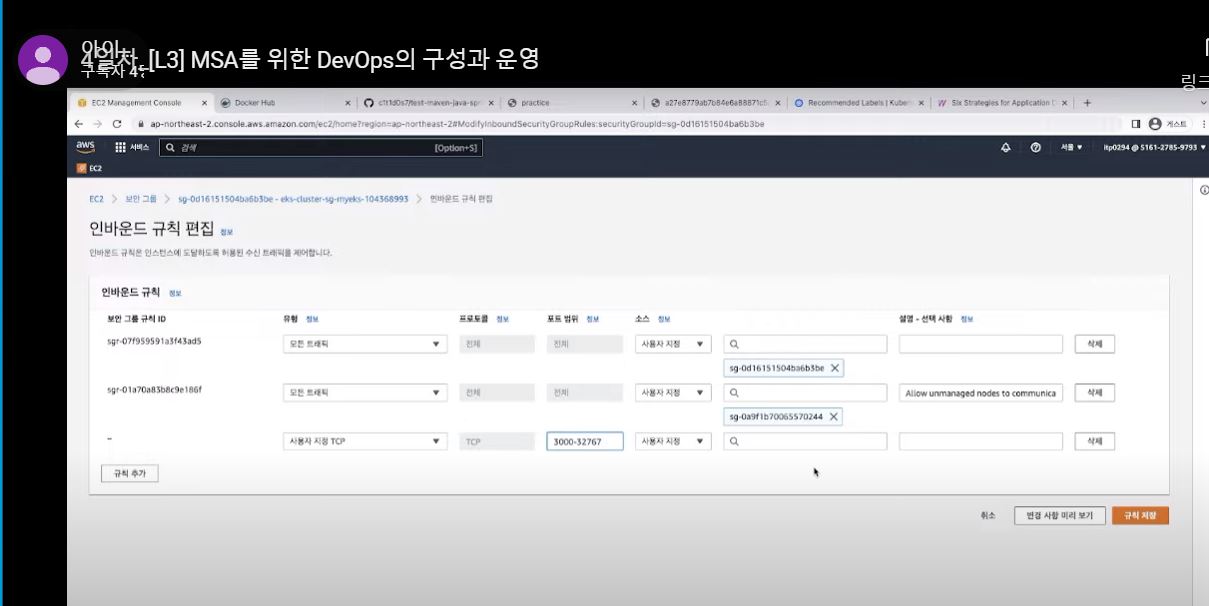 아이
4일차_[L3] MSA를 위한 DevOps의 구성과 운영
구독자 4
링크
EC2 Management Console
Docker Hub
c1t1d0s7/test-maven-java-spr
practice
a27e8779ab7b84e6a88871c5
Recommended Labels | Kuber
Six Strategies for Application D
ap-northeast-2.console.aws.amazon.com/ec2/home?region=ap-northeast-2#ModifyInboundSecurityGroupRules:securityGroupId=sg-0d16151504ba6b3be
게스트
aws
서비스
검색
[Option+S]
서울
itp0294 @ 5161-2785-9793
EC2
EC2 > 보안 그룹 > sg-0d16151504ba6b3be - eks-cluster-sg-myeks-104368993 > 인바운드 규칙 편집
인바운드 규칙 편집 정보
인바운드 규칙은 인스턴스에 도달하도록 허용된 수신 트래픽을 제어합니다.
인바운드 규칙 정보
보안 그룹 규칙 ID 유형 정보 프로토콜 정보 포트 범위 정보 소스 정보 설명 - 선택 사항 정보
sgr-07f959591a3f43ad5 모든 트래픽 전체 전체 사용자 지정 삭제
sg-0d16151504ba6b3be
sgr-01a70a83b8c9e186f 모든 트래픽 전체 전체 사용자 지정 Allow unmanaged nodes to communica 삭제
sg-0a9f1b70065570244
– 사용자 지정 TCP TCP 3000-32767 사용자 지정 삭제
규칙 추가
취소 변경 사항 미리 보기 규칙 저장